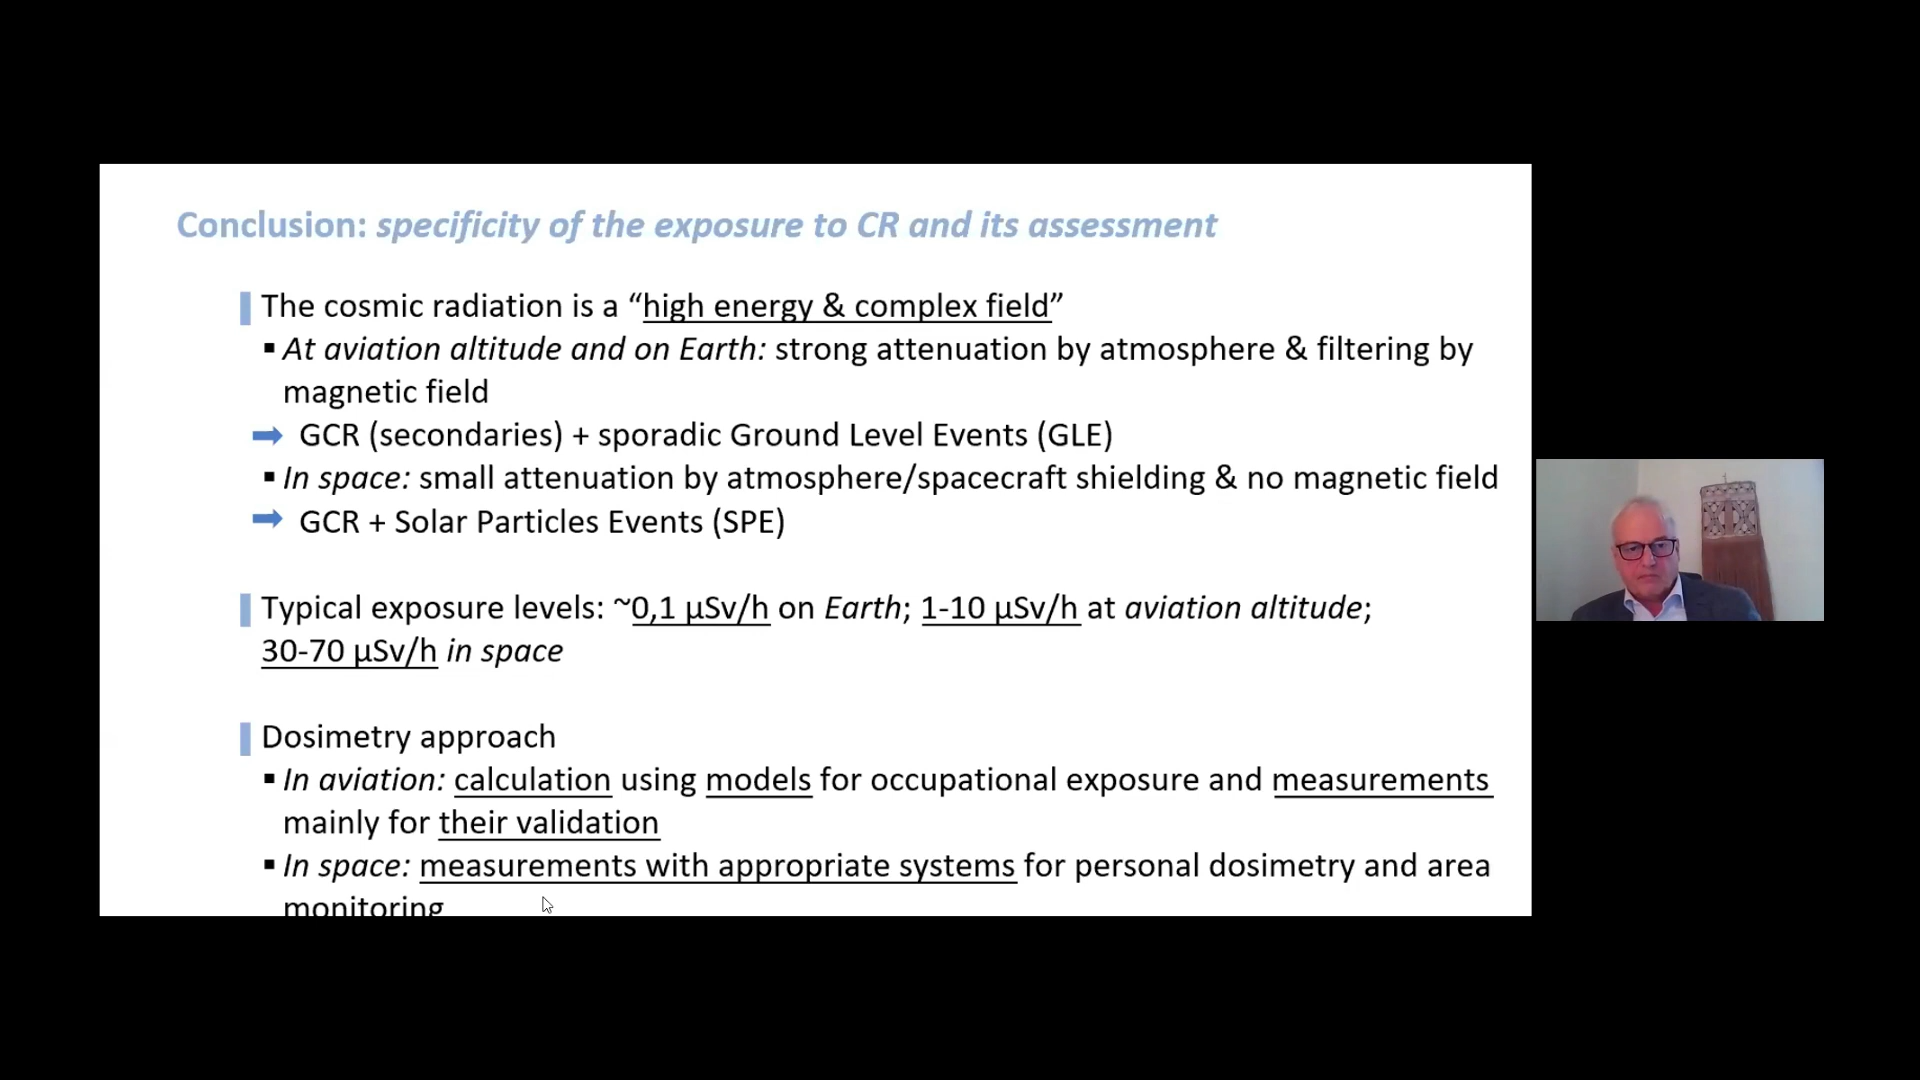 Conclusion: specificity of the exposure to CR and its assessment
The cosmic radiation is a “high energy & complex field”
▪ At aviation altitude and on Earth: strong attenuation by atmosphere & filtering by
magnetic field
GCR (secondaries) + sporadic Ground Level Events (GLE)
▪ In space: small attenuation by atmosphere/spacecraft shielding & no magnetic field
GCR + Solar Particles Events (SPE)
Typical exposure levels: ~0,1 µSv/h on Earth; 1-10 µSv/h at aviation altitude;
30-70 µSv/h in space
Dosimetry approach
▪ In aviation: calculation using models for occupational exposure and measurements
mainly for their validation
▪ In space: measurements with appropriate systems for personal dosimetry and area
monitoring